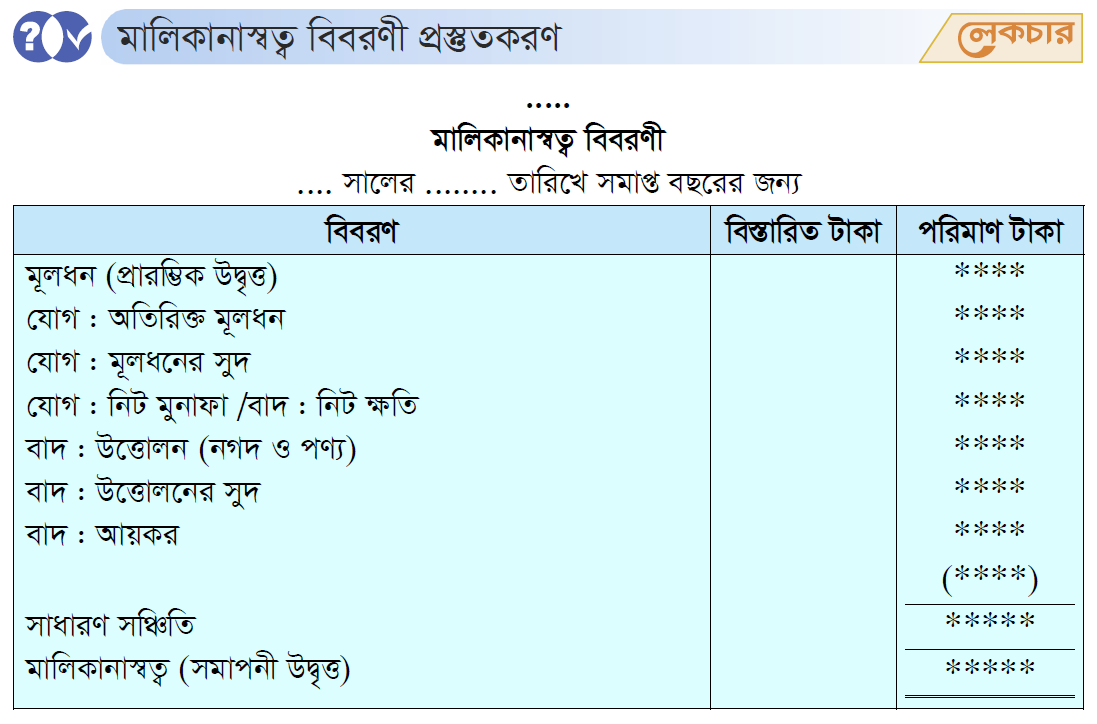 মালিকানাস্বত্ব বিবরণী প্রস্তুতকরণ লেকচার
.....
মালিকানাস্বত্ব বিবরণী
.... সালের ........ তারিখে সমাপ্ত বছরের জন্য
বিবরণ বিস্তারিত টাকা পরিমাণ টাকা
মূলধন (প্রারম্ভিক উদ্বৃত্ত) ****
যোগ : অতিরিক্ত মূলধন ****
যোগ : মূলধনের সুদ ****
যোগ : নিট মুনাফা /বাদ : নিট ক্ষতি ****
বাদ : উত্তোলন (নগদ ও পণ্য) ****
বাদ : উত্তোলনের সুদ ****
বাদ : আয়কর ****
(****)
সাধারণ সঞ্চিতি *****
মালিকানাস্বত্ব (সমাপনী উদ্বৃত্ত) *****